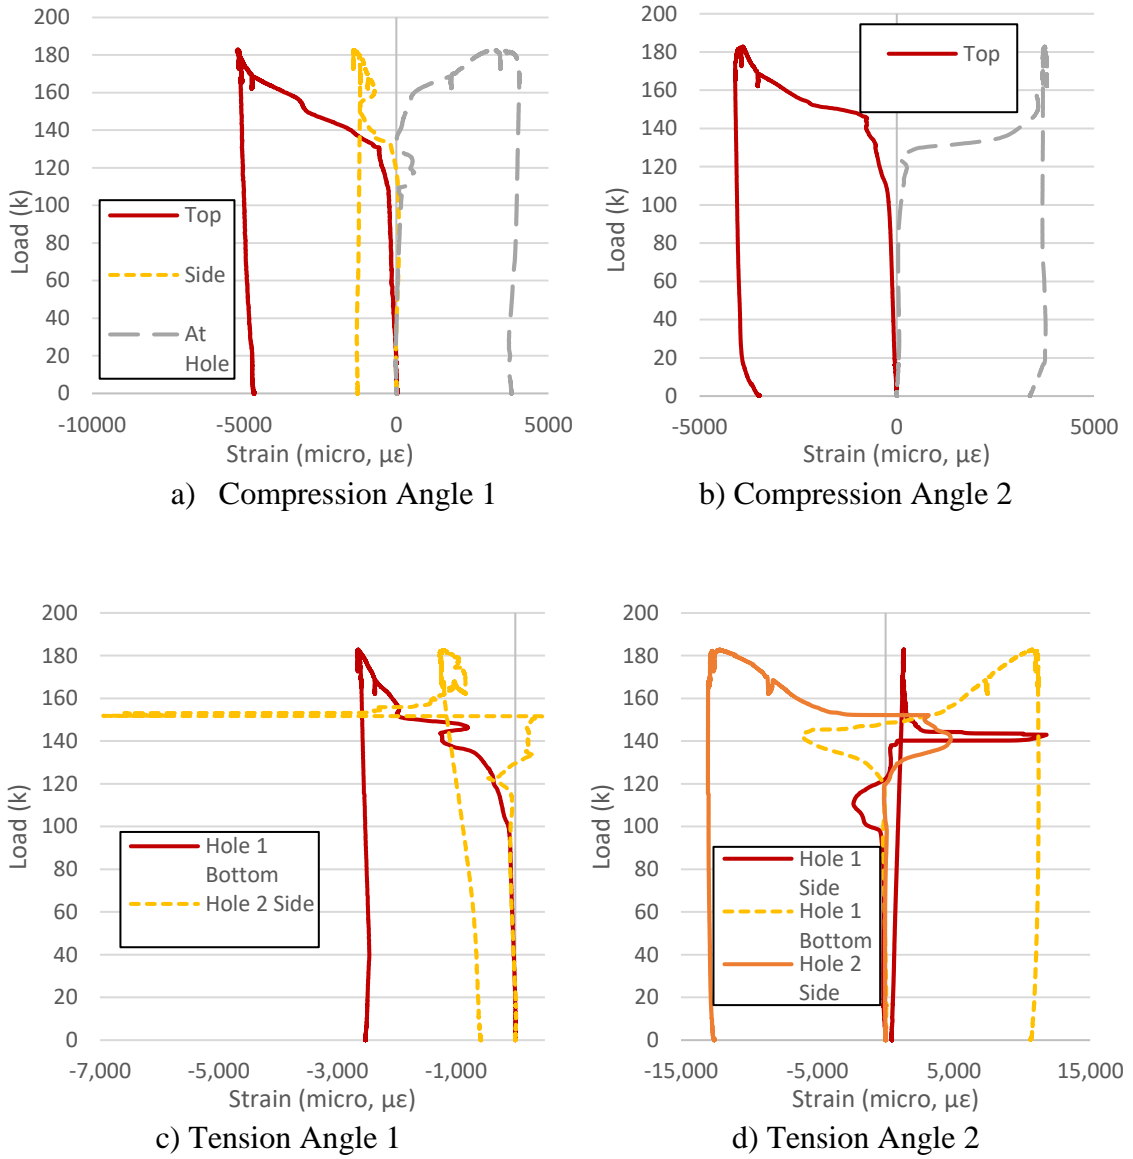 200
180
160
140
120
100
80
60
40
20
0
Load (k)
Top
Side
At
Hole
-10000
-5000
0
5000
Strain (micro, με)
a) Compression Angle 1
200
180
160
140
120
100
80
60
40
20
0
Load (k)
Top
-5000
0
5000
Strain (micro, με)
b) Compression Angle 2
200
180
160
140
120
100
80
60
40
20
0
Load (k)
Hole 1
Bottom
Hole 2 Side
-7,000
-5,000
-3,000
-1,000
Strain (micro, με)
c) Tension Angle 1
200
180
160
140
120
100
80
60
40
20
0
Load (k)
Hole 1
Side
Hole 1
Bottom
Hole 2
Side
-15,000
-5,000
5,000
15,000
Strain (micro, με)
d) Tension Angle 2